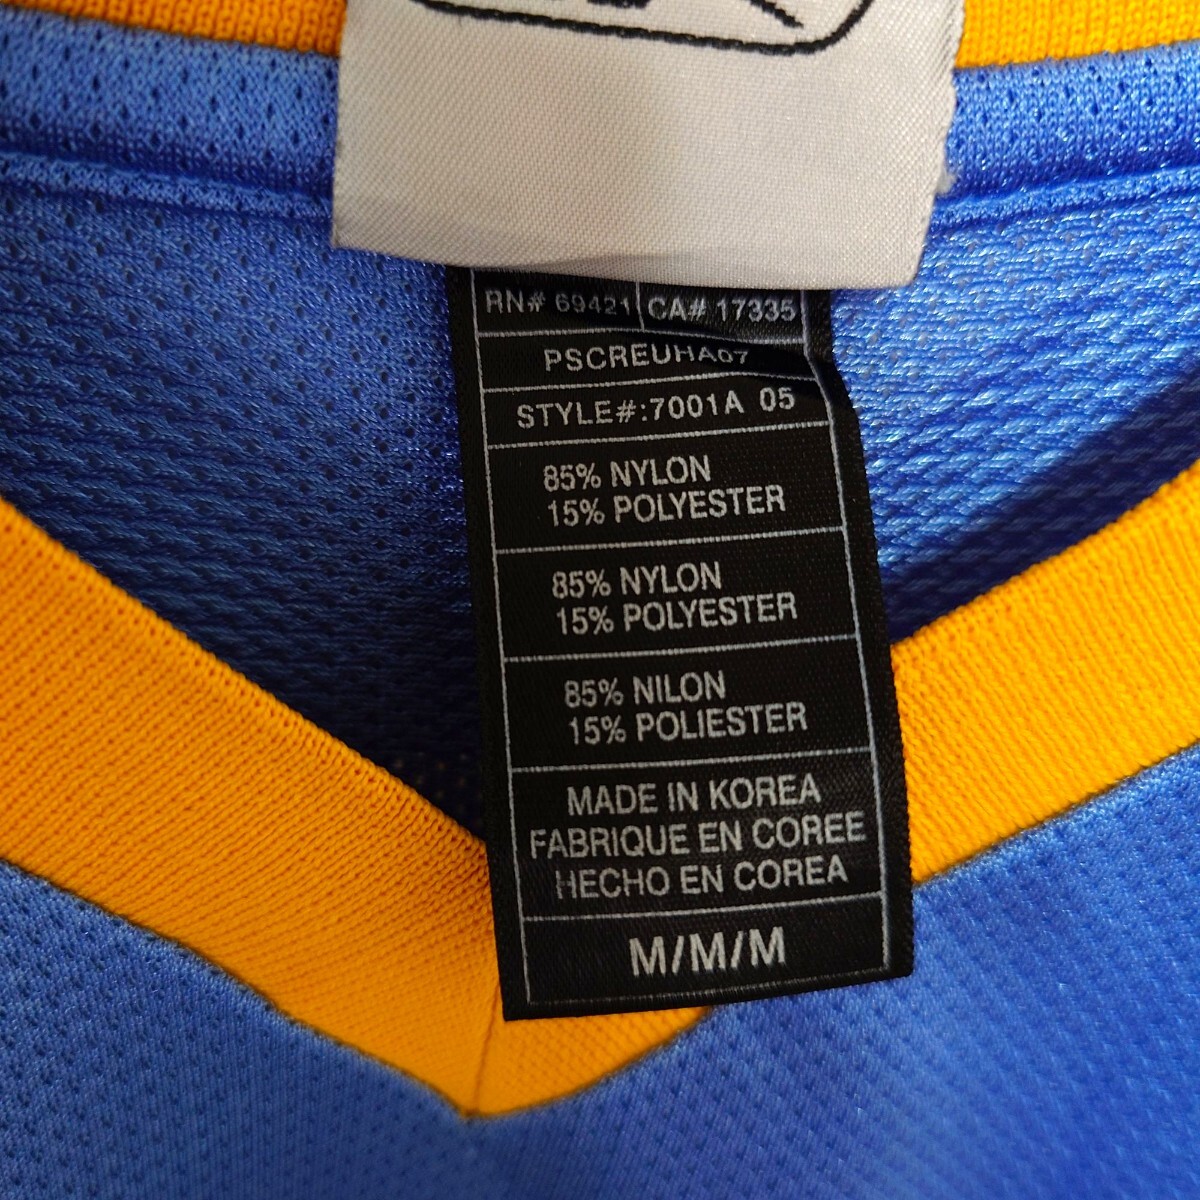 RN# 69421 CA# 17335
PSCREUHA07
STYLE#:7001A 05
85% NYLON
15% POLYESTER
85% NYLON
15% POLYESTER
85% NILON
15% POLIESTER
MADE IN KOREA
FABRIQUE EN COREE
HECHO EN COREA
M/M/M